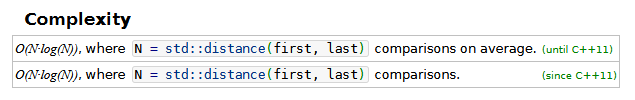 Complexity
O(N·log(N)), where N = std::distance(first, last) comparisons on average. (until C++11)
O(N·log(N)), where N = std::distance(first, last) comparisons. (since C++11)